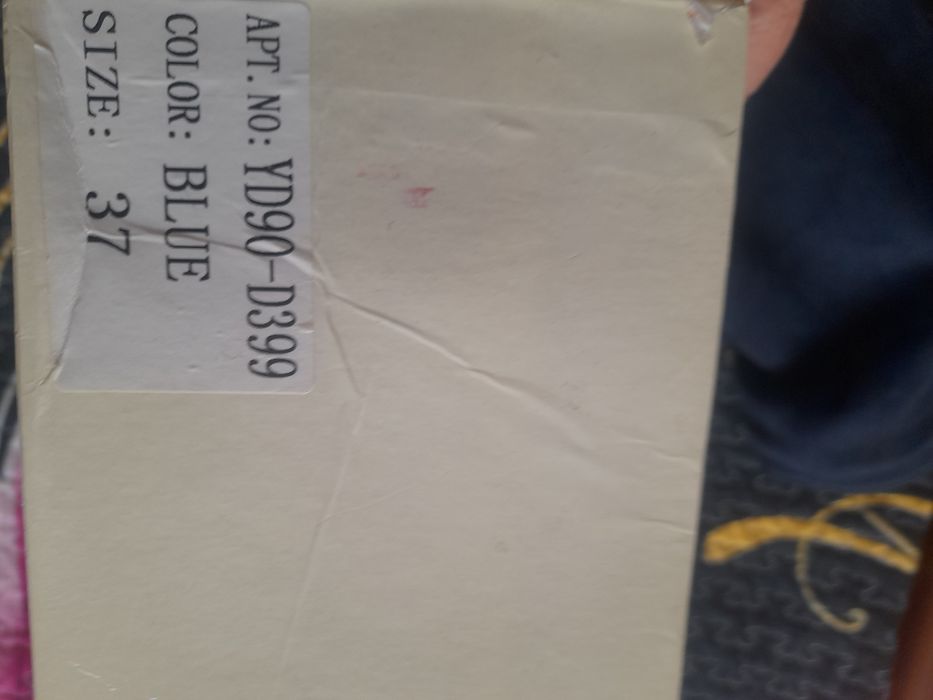 APT.NO: YD90-D399
COLOR: BLUE
SIZE: 37